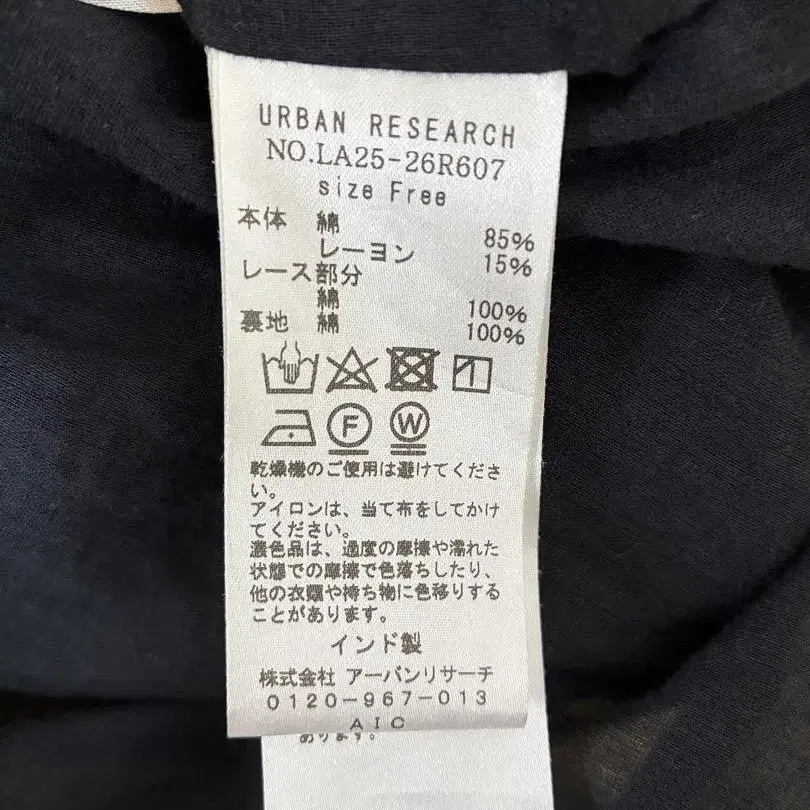 URBAN RESEARCH
NO.LA25-26R607
size Free
本体 綿 85%
レーヨン 15%
レース部分
綿 100%
裏地 綿 100%
F W
乾燥機のご使用は避けてくださ
い。
アイロンは、当て布をしてかけ
てください。
濃色品は、過度の摩擦や濡れた
状態での摩擦で色落ちしたり、
他の衣類や持ち物に色移りする
ことがあります。
インド製
株式会社 アーバンリサーチ
0120-967-013
AIC
あります。